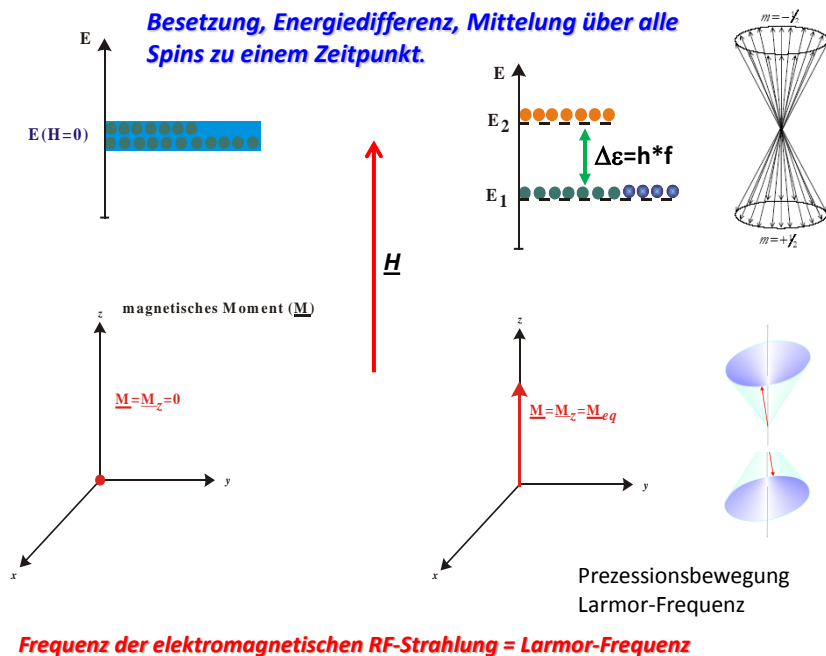 Besetzung, Energiedifferenz, Mittelung über alle
Spins zu einem Zeitpunkt.
E
E(H=0)
H
E
E2
Δε=h*f
E1
m=-½
m=+½
magnetisches Moment (M)
z
M=Mz=0
y
x
z
M=Mz=Meq
y
x
Prezessionsbewegung
Larmor-Frequenz
Frequenz der elektromagnetischen RF-Strahlung = Larmor-Frequenz